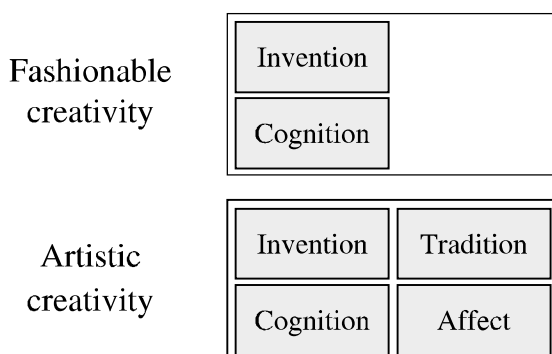 Fashionable
creativity
Invention
Cognition
Artistic
creativity
Invention Tradition
Cognition Affect